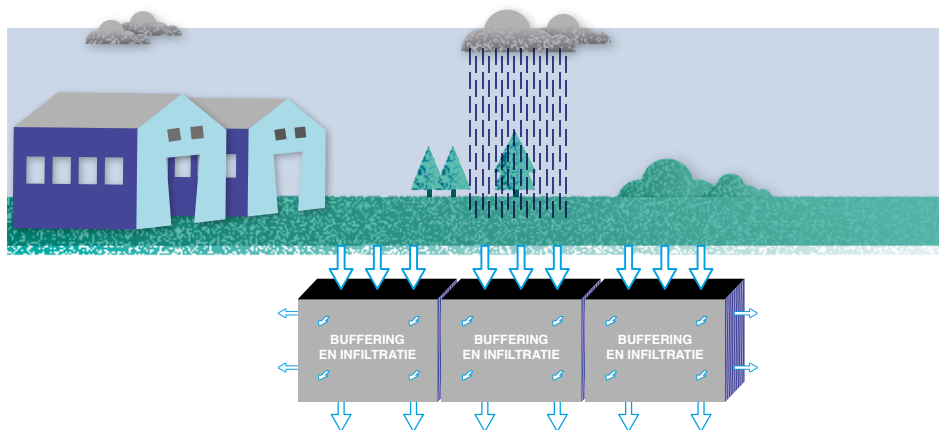 BUFFERING
EN INFILTRATIE
BUFFERING
EN INFILTRATIE
BUFFERING
EN INFILTRATIE